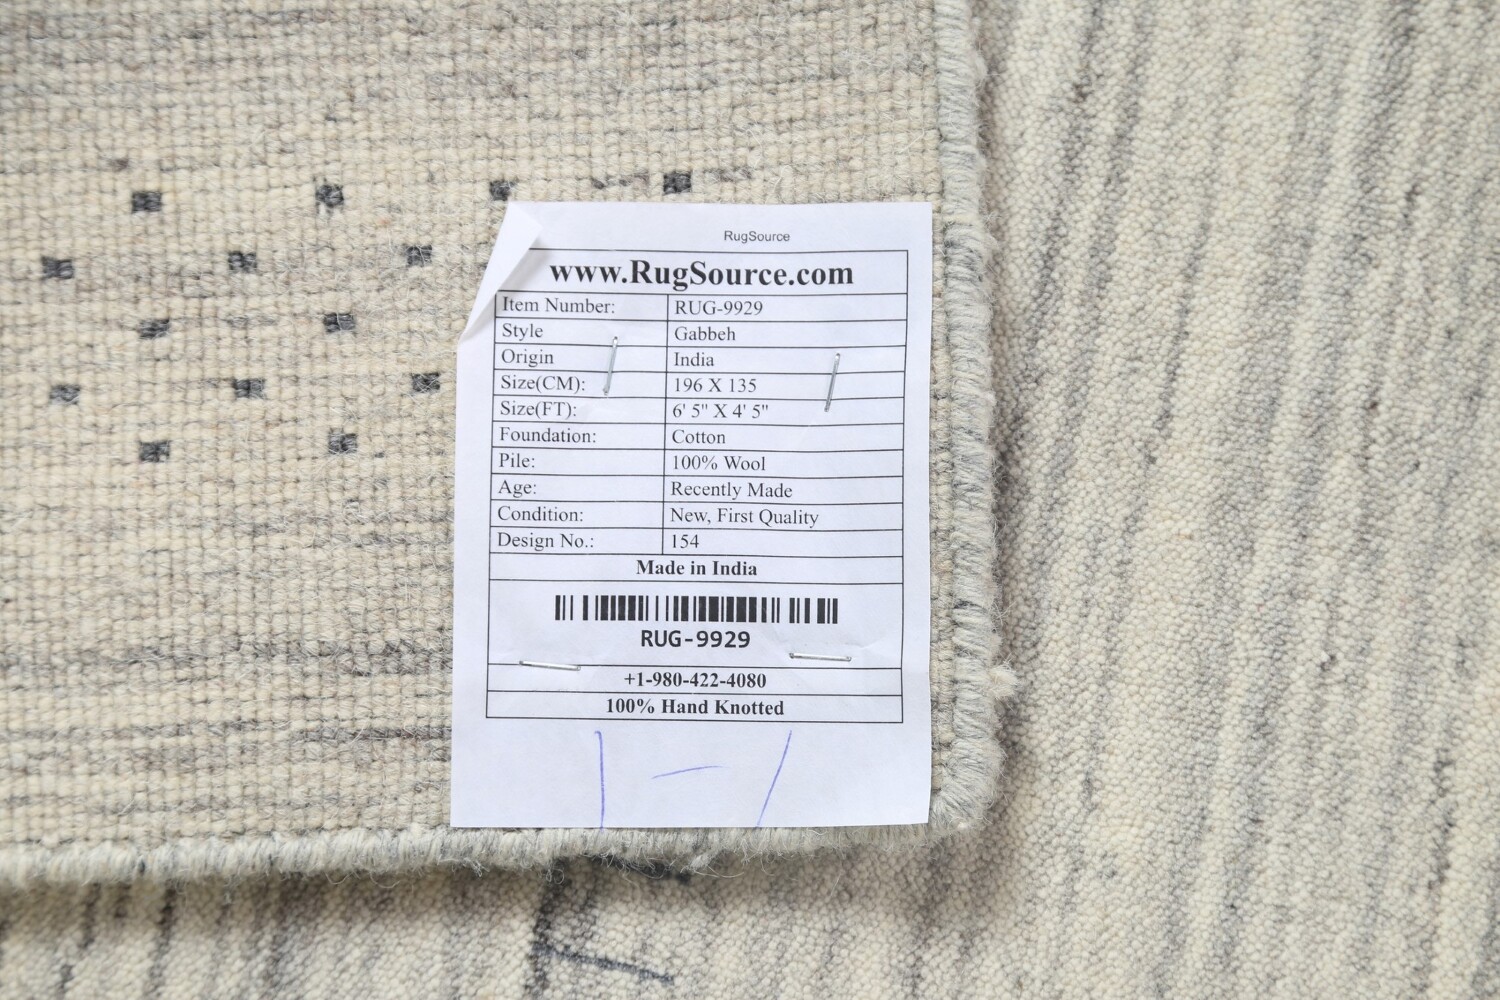 RugSource
www.RugSource.com
Item Number: RUG-9929
Style Gabbeh
Origin India
Size(CM): 196 X 135
Size(FT): 6' 5" X 4' 5"
Foundation: Cotton
Pile: 100% Wool
Age: Recently Made
Condition: New, First Quality
Design No.: 154
Made in India
RUG-9929
+1-980-422-4080
100% Hand Knotted
1-1